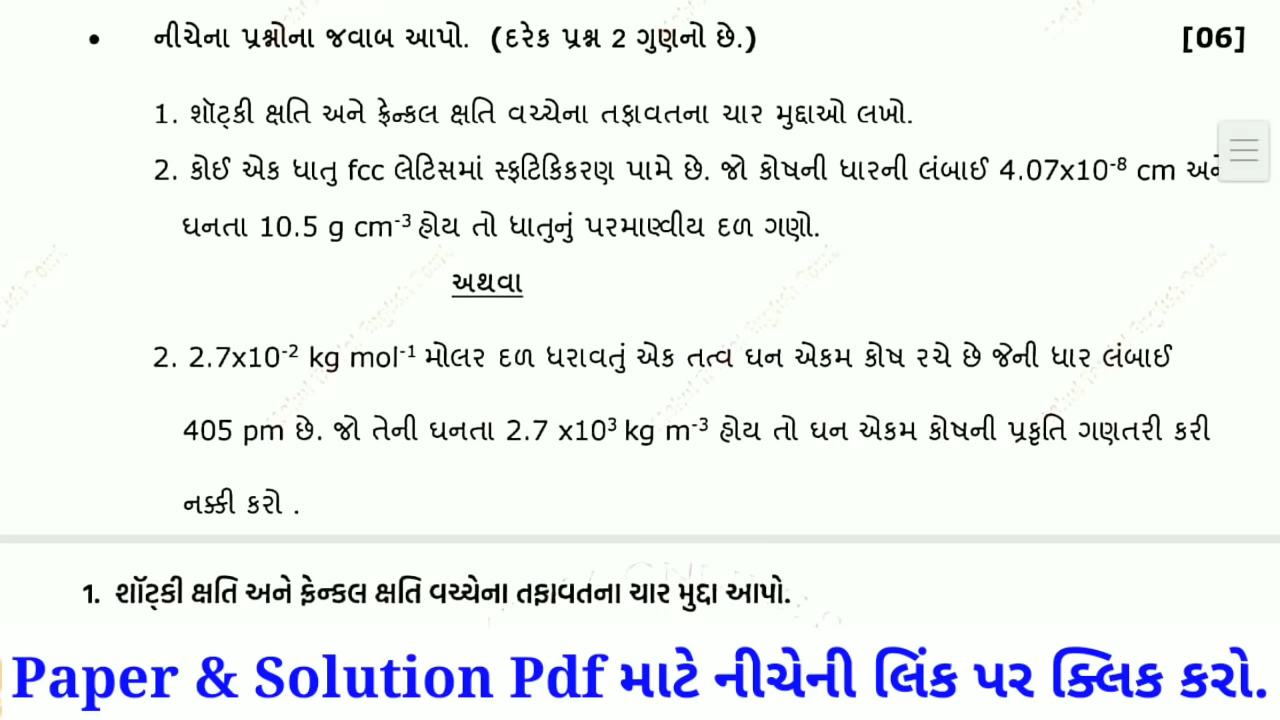 • નીચેના પ્રશ્નોના જવાબ આપો. (દરેક પ્રશ્ન 2 ગુણનો છે.) [06]
1. શૉટ્કી ક્ષતિ અને ફ્રેન્કલ ક્ષતિ વચ્ચેના તફાવતના ચાર મુદ્દાઓ લખો.
2. કોઈ એક ધાતુ fcc લેટિસમાં સ્ફટિકિકરણ પામે છે. જો કોષની ધારની લંબાઈ 4.07x10⁻⁸ cm
ઘનતા 10.5 g cm⁻³ હોય તો ધાતુનું પરમાણ્વીય દળ ગણો.
અથવા
2. 2.7x10⁻² kg mol⁻¹ મોલર દળ ધરાવતું એક તત્વ ઘન એકમ કોષ રચે છે જેની ધાર લંબાઈ
405 pm છે. જો તેની ઘનતા 2.7 x10³ kg m⁻³ હોય તો ઘન એકમ કોષની પ્રકૃતિ ગણતરી કરી
નક્કી કરો .
1. શૉટ્કી ક્ષતિ અને ફ્રેન્કલ ક્ષતિ વચ્ચેના તફાવતના ચાર મુદ્દા આપો.
Paper & Solution Pdf માટે નીચેની લિંક પર ક્લિક કરો.